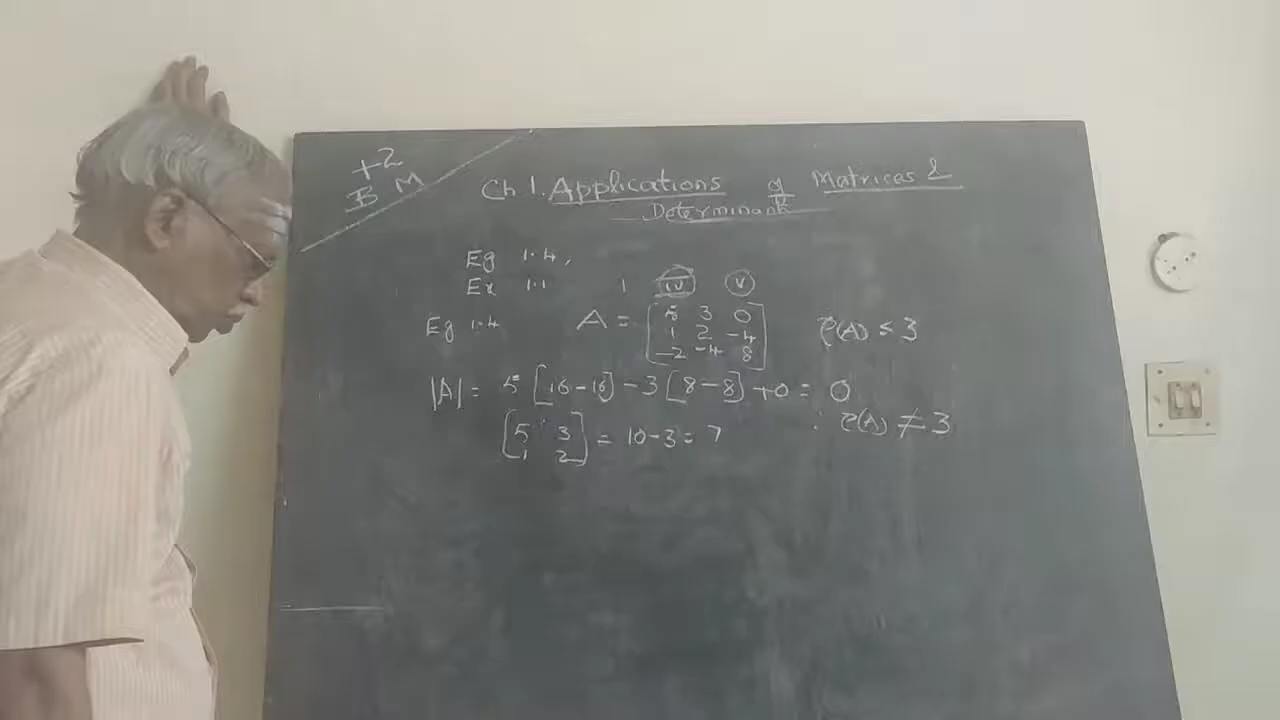 +2
B M
Ch 1. Applications of Matrices &
Determinants
Eg 1.4,
Ex 1.1 1 (iv) (v)
Eg 1.4 A = [5 3 0
1 2 -4
-2 -4 8] ρ(A) ≤ 3
|A| = 5 [16-16] - 3 [8-8] + 0 = 0
∴ ρ(A) ≠ 3
[5 3
1 2] = 10-3 = 7